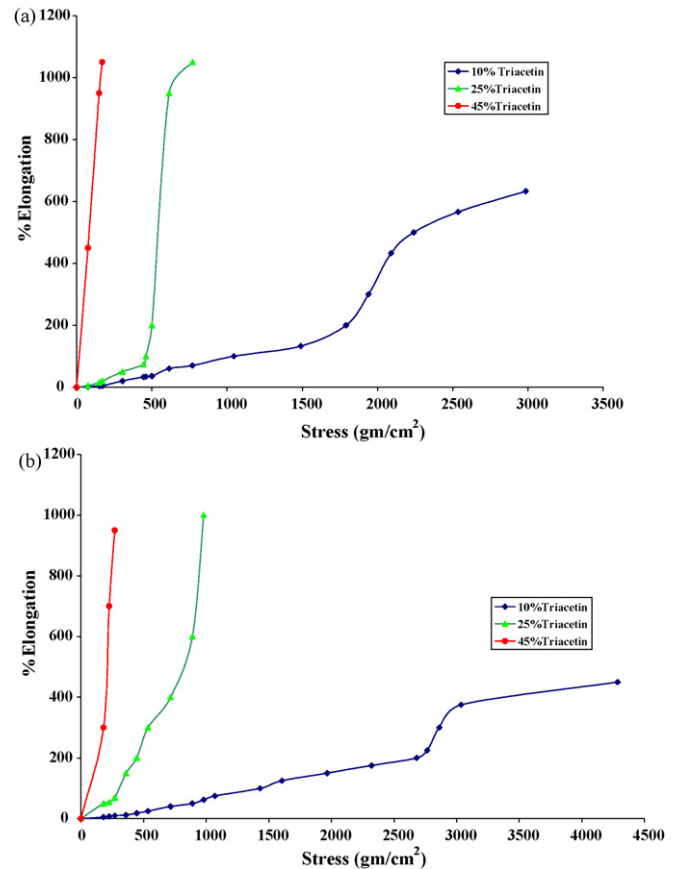 (a)
1200
1000
800
600
400
200
0
%Elongation
10% Triacetin
25%Triacetin
45%Triacetin
0 500 1000 1500 2000 2500 3000 3500
Stress (gm/cm²)
(b)
1200
1000
800
600
400
200
0
%Elongation
10%Triacetin
25%Triacetin
45%Triacetin
0 500 1000 1500 2000 2500 3000 3500 4000 4500
Stress (gm/cm²)